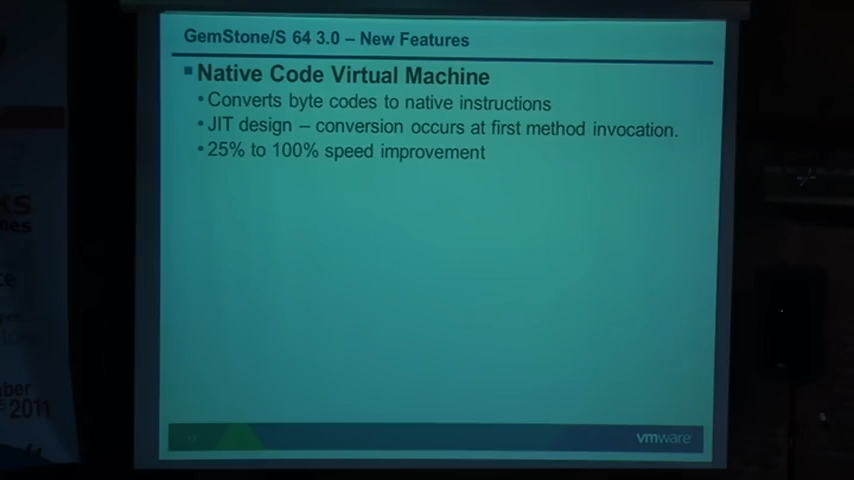 GemStone/S 64 3.0 – New Features
Native Code Virtual Machine
•Converts byte codes to native instructions
•JIT design – conversion occurs at first method invocation.
•25% to 100% speed improvement
vmware
2011